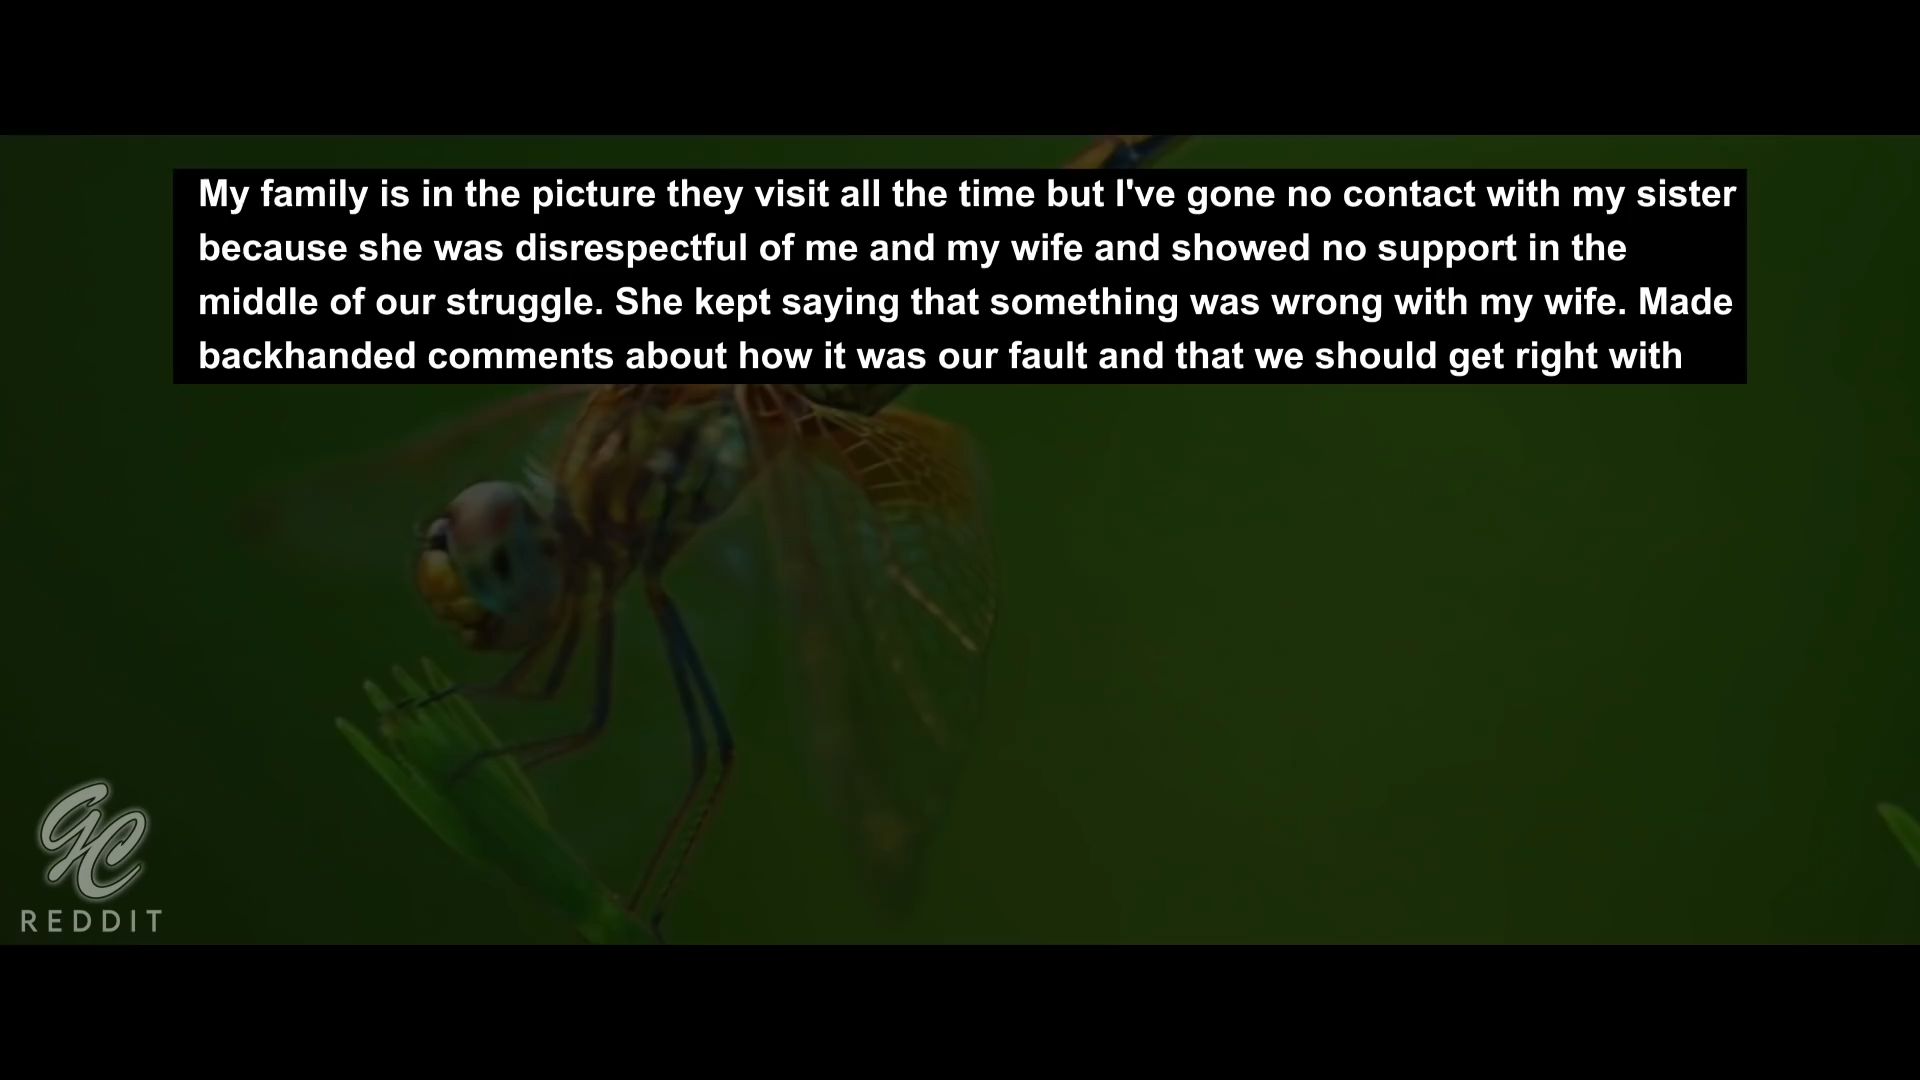 My family is in the picture they visit all the time but I've gone no contact with my sister
because she was disrespectful of me and my wife and showed no support in the
middle of our struggle. She kept saying that something was wrong with my wife. Made
backhanded comments about how it was our fault and that we should get right with
GC
REDDIT